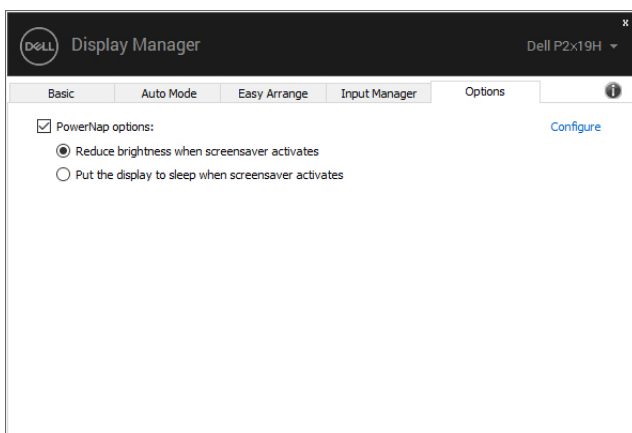 x
DELL Display Manager Dell P2x19H
Basic Auto Mode Easy Arrange Input Manager Options i
PowerNap options: Configure
Reduce brightness when screensaver activates
Put the display to sleep when screensaver activates